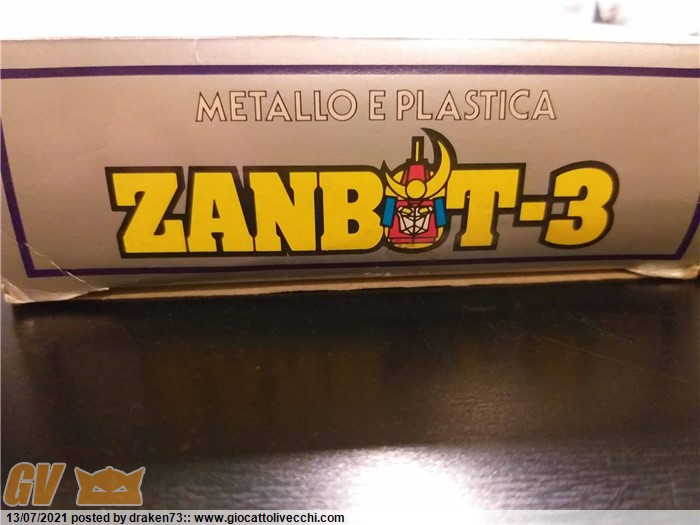 METALLO E PLASTICA
ZANBOT-3
GV
13/07/2021 posted by draken73:: www.giocattolivecchi.com